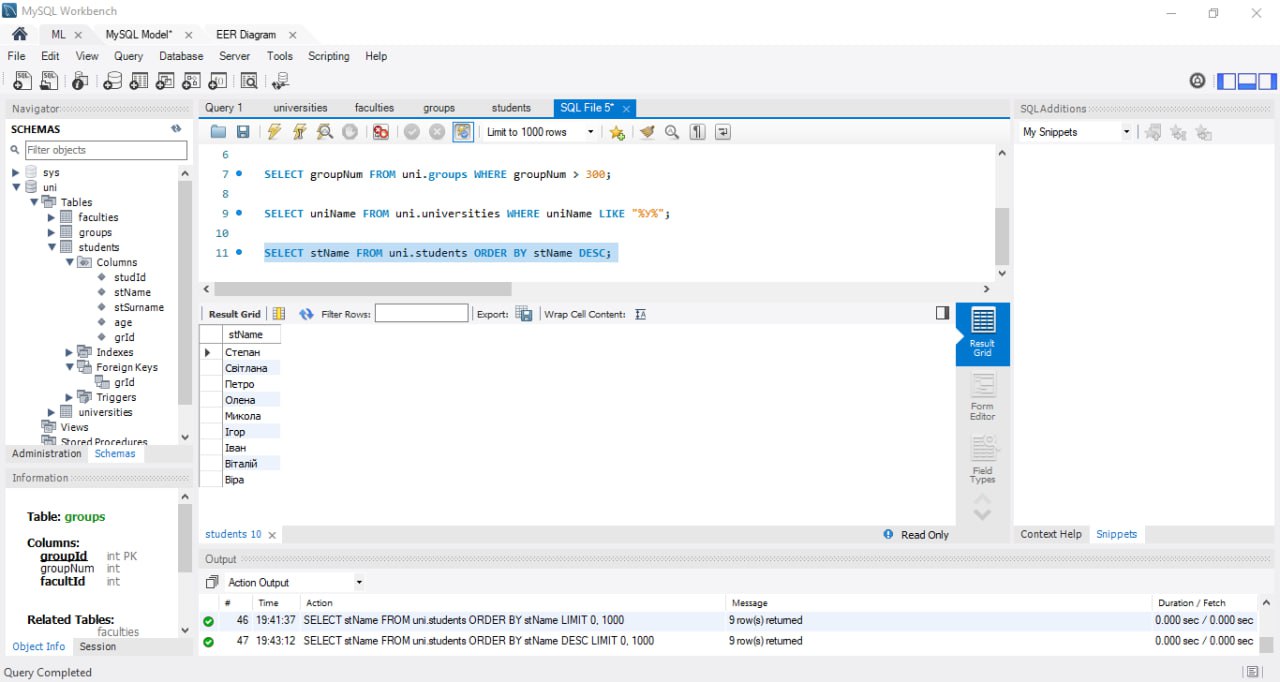 MySQL Workbench
ML MySQL Model* EER Diagram
File Edit View Query Database Server Tools Scripting Help
Navigator
SCHEMAS
Filter objects
sys
uni
Tables
faculties
groups
students
Columns
studId
stName
stSurname
age
grId
Indexes
Foreign Keys
grId
Triggers
universities
Views
Stored Procedures
Administration Schemas
Information
Table: groups
Columns:
groupId int PK
groupNum int
facultId int
Related Tables:
faculties
Object Info Session
Query 1 universities faculties groups students SQL File 5*
Limit to 1000 rows
6
7 SELECT groupNum FROM uni.groups WHERE groupNum > 300;
8
9 SELECT uniName FROM uni.universities WHERE uniName LIKE "%У%";
10
11 SELECT stName FROM uni.students ORDER BY stName DESC;
Result Grid Filter Rows: Export: Wrap Cell Content:
stName
Степан
Світлана
Петро
Олена
Микола
Ігор
Іван
Віталій
Віра
Result
Grid
Form
Editor
Field
Types
students 10 Read Only
SQLAdditions
My Snippets
Context Help Snippets
Output
Action Output
# Time Action Message Duration / Fetch
46 19:41:37 SELECT stName FROM uni.students ORDER BY stName LIMIT 0, 1000 9 row(s) returned 0.000 sec / 0.000 sec
47 19:43:12 SELECT stName FROM uni.students ORDER BY stName DESC LIMIT 0, 1000 9 row(s) returned 0.000 sec / 0.000 sec
Query Completed